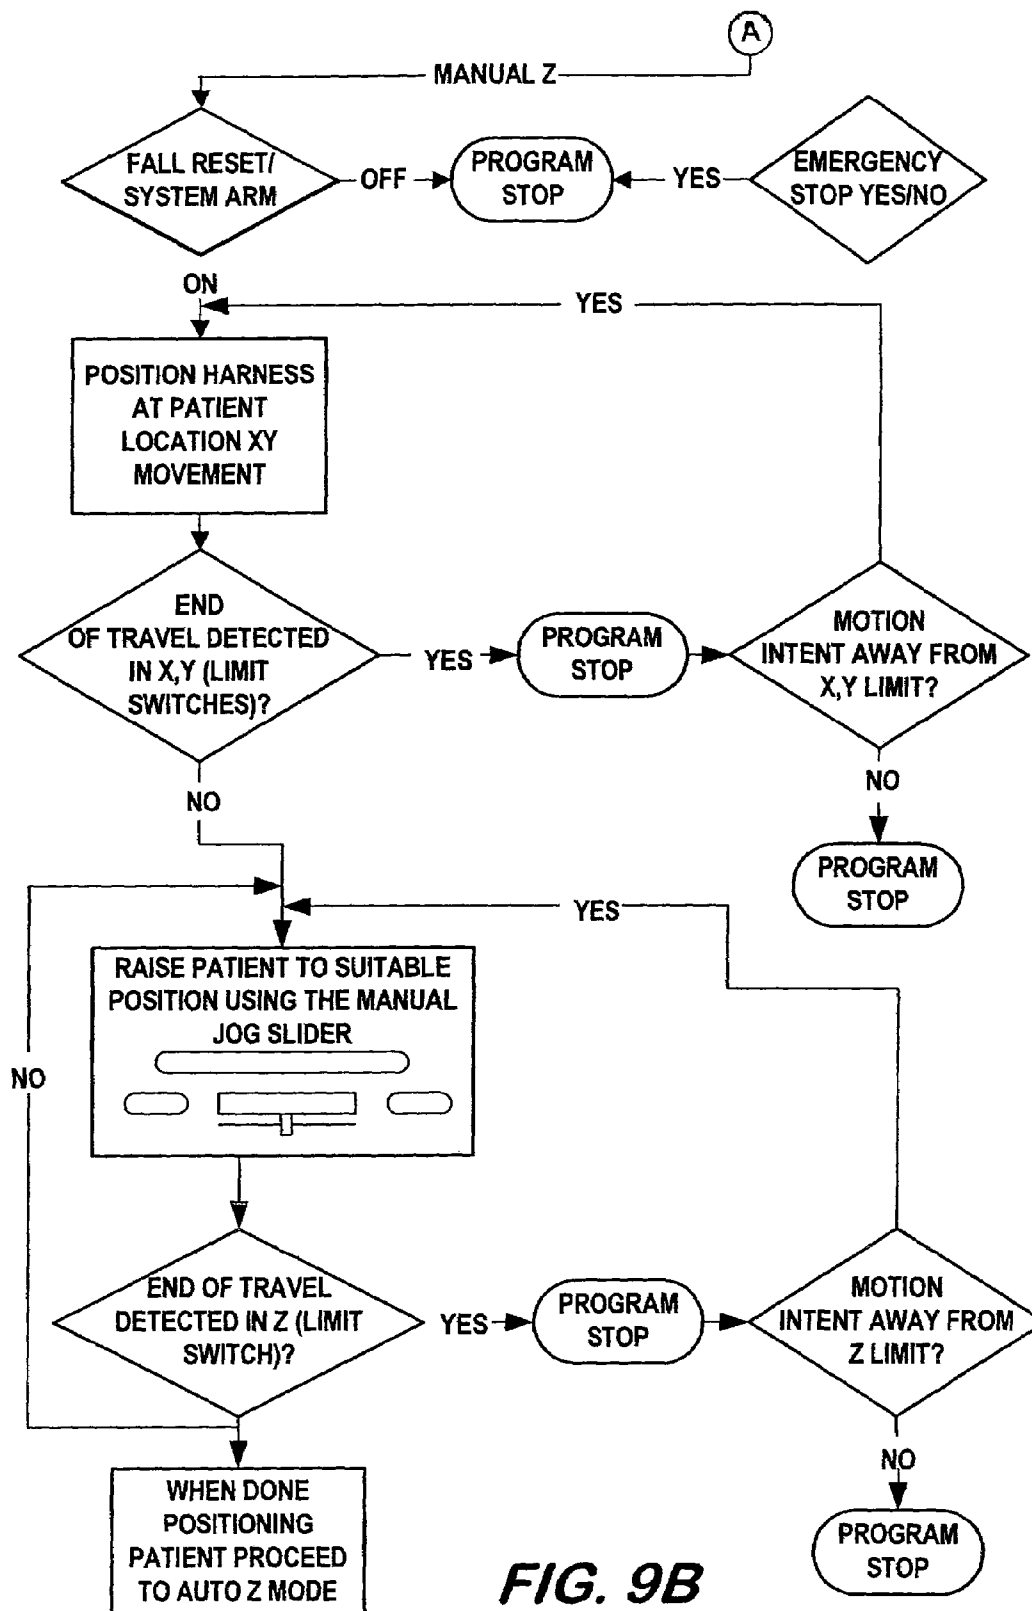 A
MANUAL Z
FALL RESET/
SYSTEM ARM
OFF
PROGRAM
STOP
YES
EMERGENCY
STOP YES/NO
ON
YES
POSITION HARNESS
AT PATIENT
LOCATION XY
MOVEMENT
END
OF TRAVEL DETECTED
IN X,Y (LIMIT
SWITCHES)?
YES
PROGRAM
STOP
MOTION
INTENT AWAY FROM
X,Y LIMIT?
NO
NO
PROGRAM
STOP
YES
RAISE PATIENT TO SUITABLE
POSITION USING THE MANUAL
JOG SLIDER
NO
END OF TRAVEL
DETECTED IN Z (LIMIT
SWITCH)?
YES
PROGRAM
STOP
MOTION
INTENT AWAY FROM
Z LIMIT?
NO
WHEN DONE
POSITIONING
PATIENT PROCEED
TO AUTO Z MODE
PROGRAM
STOP
FIG. 9B